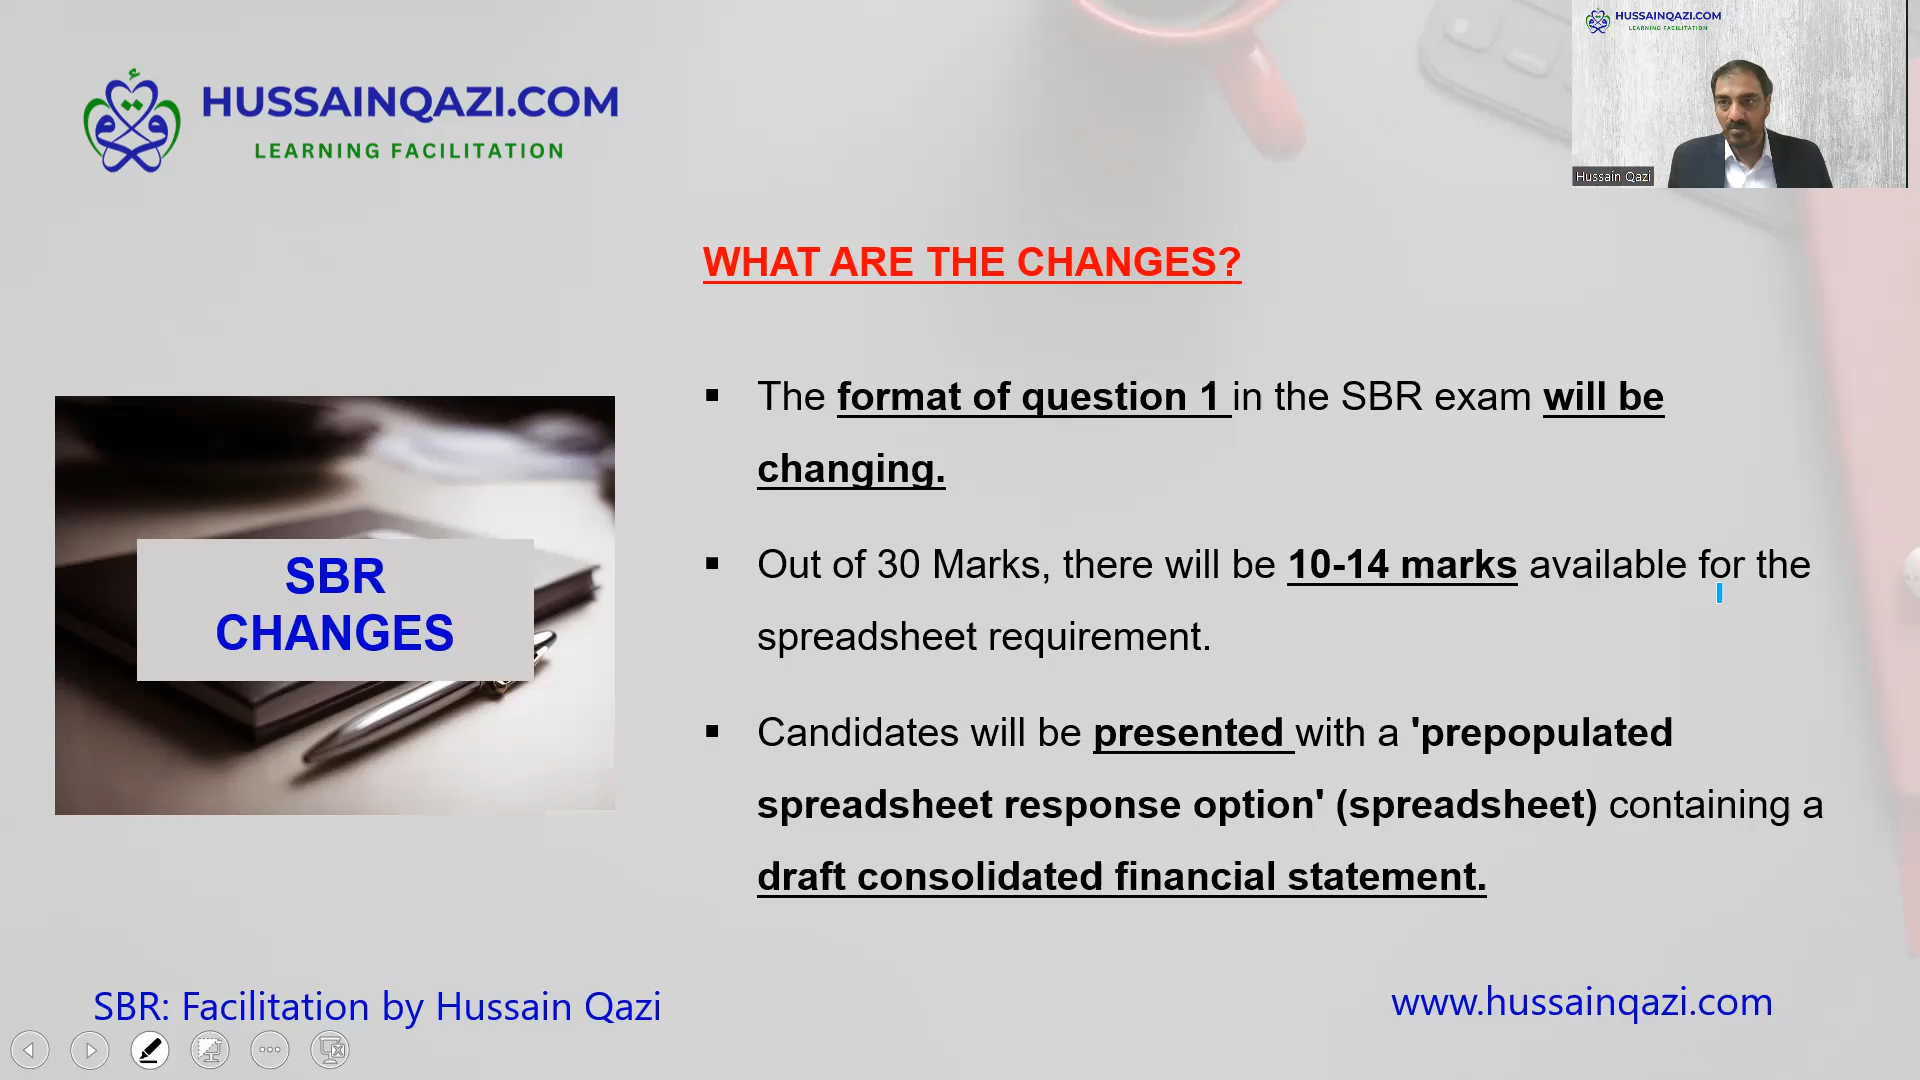 HUSSAINQAZI.COM
LEARNING FACILITATION
HUSSAINQAZI.COM
LEARNING FACILITATION
Hussain Qazi
WHAT ARE THE CHANGES?
▪ The format of question 1 in the SBR exam will be
changing.
▪ Out of 30 Marks, there will be 10-14 marks available for the
spreadsheet requirement.
▪ Candidates will be presented with a 'prepopulated
spreadsheet response option' (spreadsheet) containing a
draft consolidated financial statement.
SBR
CHANGES
SBR: Facilitation by Hussain Qazi
www.hussainqazi.com